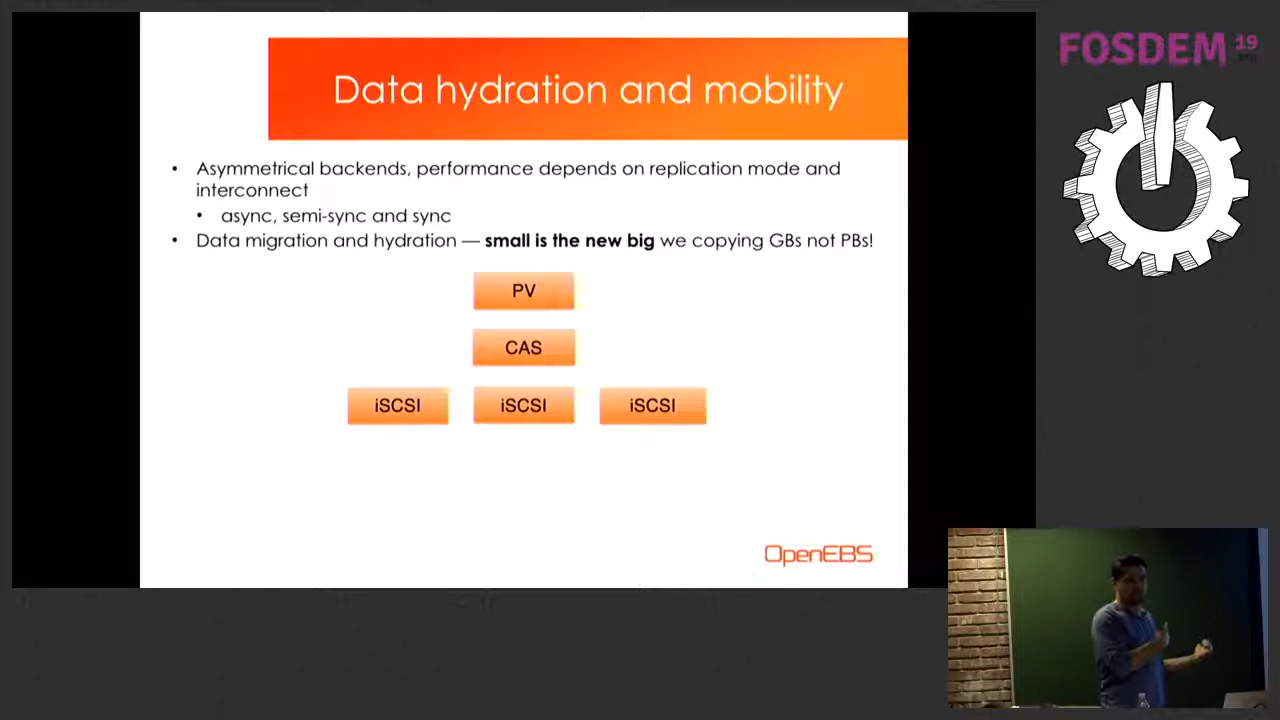 Data hydration and mobility
FOSDEM 19
.org
• Asymmetrical backends, performance depends on replication mode and
interconnect
• async, semi-sync and sync
• Data migration and hydration — small is the new big we copying GBs not PBs!
PV
CAS
iSCSI iSCSI iSCSI
OpenEBS